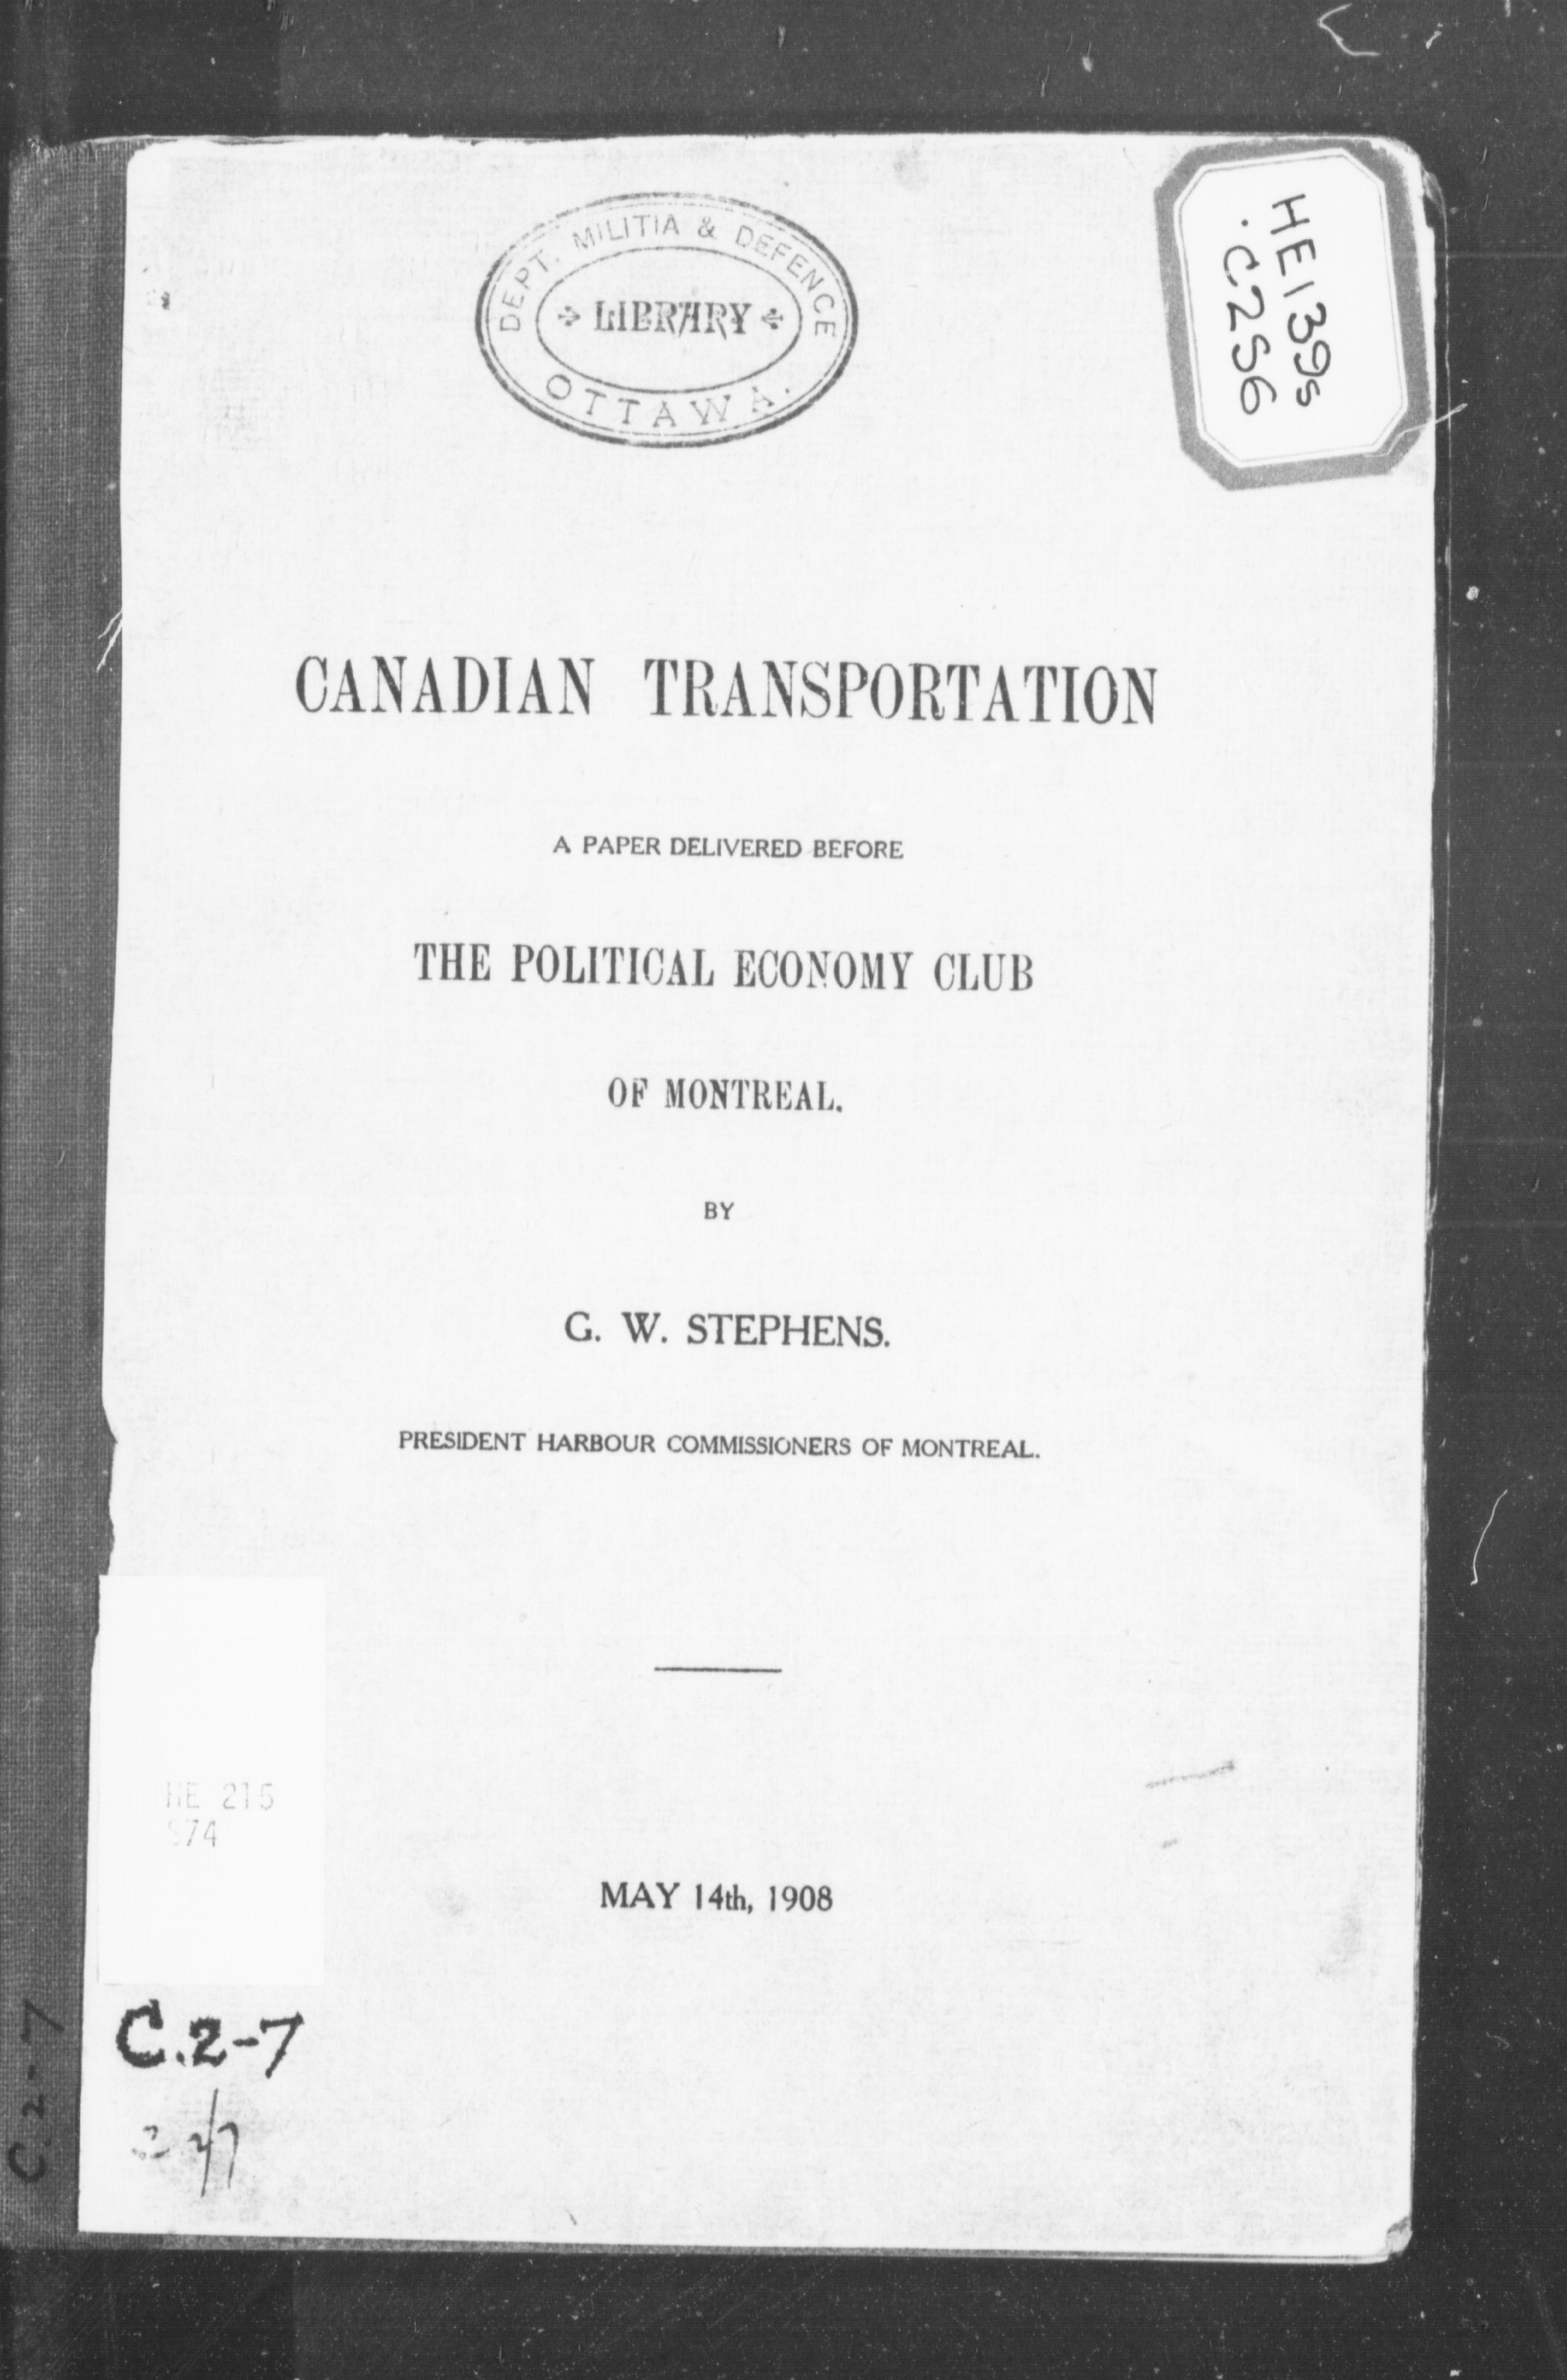 DEPT. MILITIA & DEFENCE
LIBRARY
OTTAWA.
HE139s
.C2S6
CANADIAN TRANSPORTATION
A PAPER DELIVERED BEFORE
THE POLITICAL ECONOMY CLUB
OF MONTREAL.
BY
G. W. STEPHENS.
PRESIDENT HARBOUR COMMISSIONERS OF MONTREAL.
HE 215
S74
MAY 14th, 1908
C.2-7
C.2-7